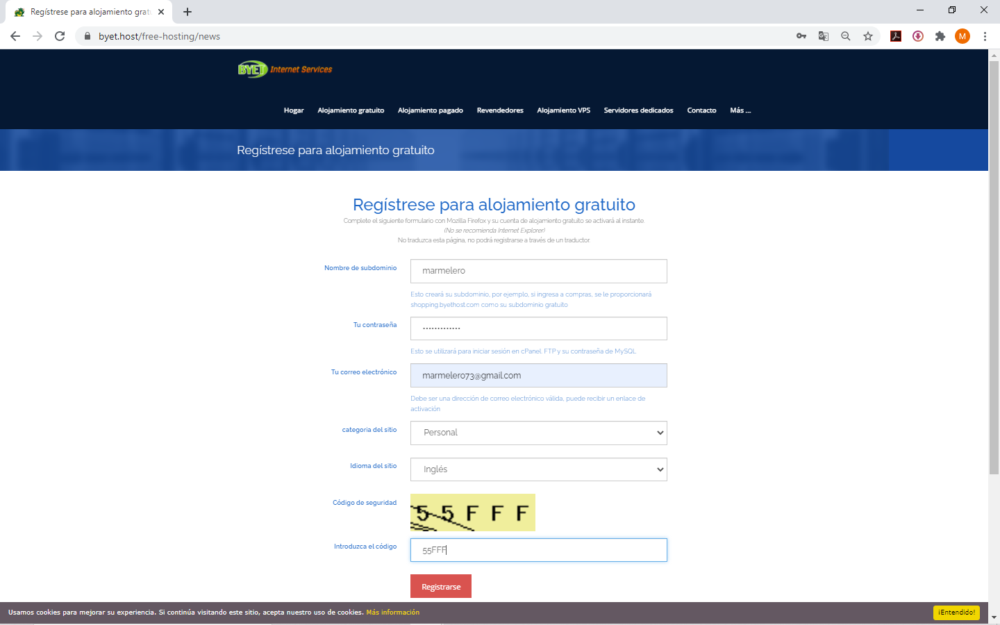 Regístrese para alojamiento grat
byet.host/free-hosting/news
M
BYET Internet Services
Hogar Alojamiento gratuito Alojamiento pagado Revendedores Alojamiento VPS Servidores dedicados Contacto Más ...
Regístrese para alojamiento gratuito
Regístrese para alojamiento gratuito
Complete el siguiente formulario con Mozilla Firefox y su cuenta de alojamiento gratuito se activará al instante.
(No se recomienda Internet Explorer)
No traduzca esta página, no podrá registrarse a través de un traductor.
Nombre de subdominio
marmelero
Esto creará su subdominio, por ejemplo, si ingresa a compras, se le proporcionará
shopping.byethost.com como su subdominio gratuito
Tu contraseña
•••••••••••••
Esto se utilizará para iniciar sesión en cPanel, FTP y su contraseña de MySQL
Tu correo electrónico
marmelero73@gmail.com
Debe ser una dirección de correo electrónico válida, puede recibir un enlace de
activación
categoría del sitio
Personal
Idioma del sitio
Inglés
Código de seguridad
55FFF
Introduzca el código
55FFF
Registrarse
Usamos cookies para mejorar su experiencia. Si continúa visitando este sitio, acepta nuestro uso de cookies. Más información
¡Entendido!